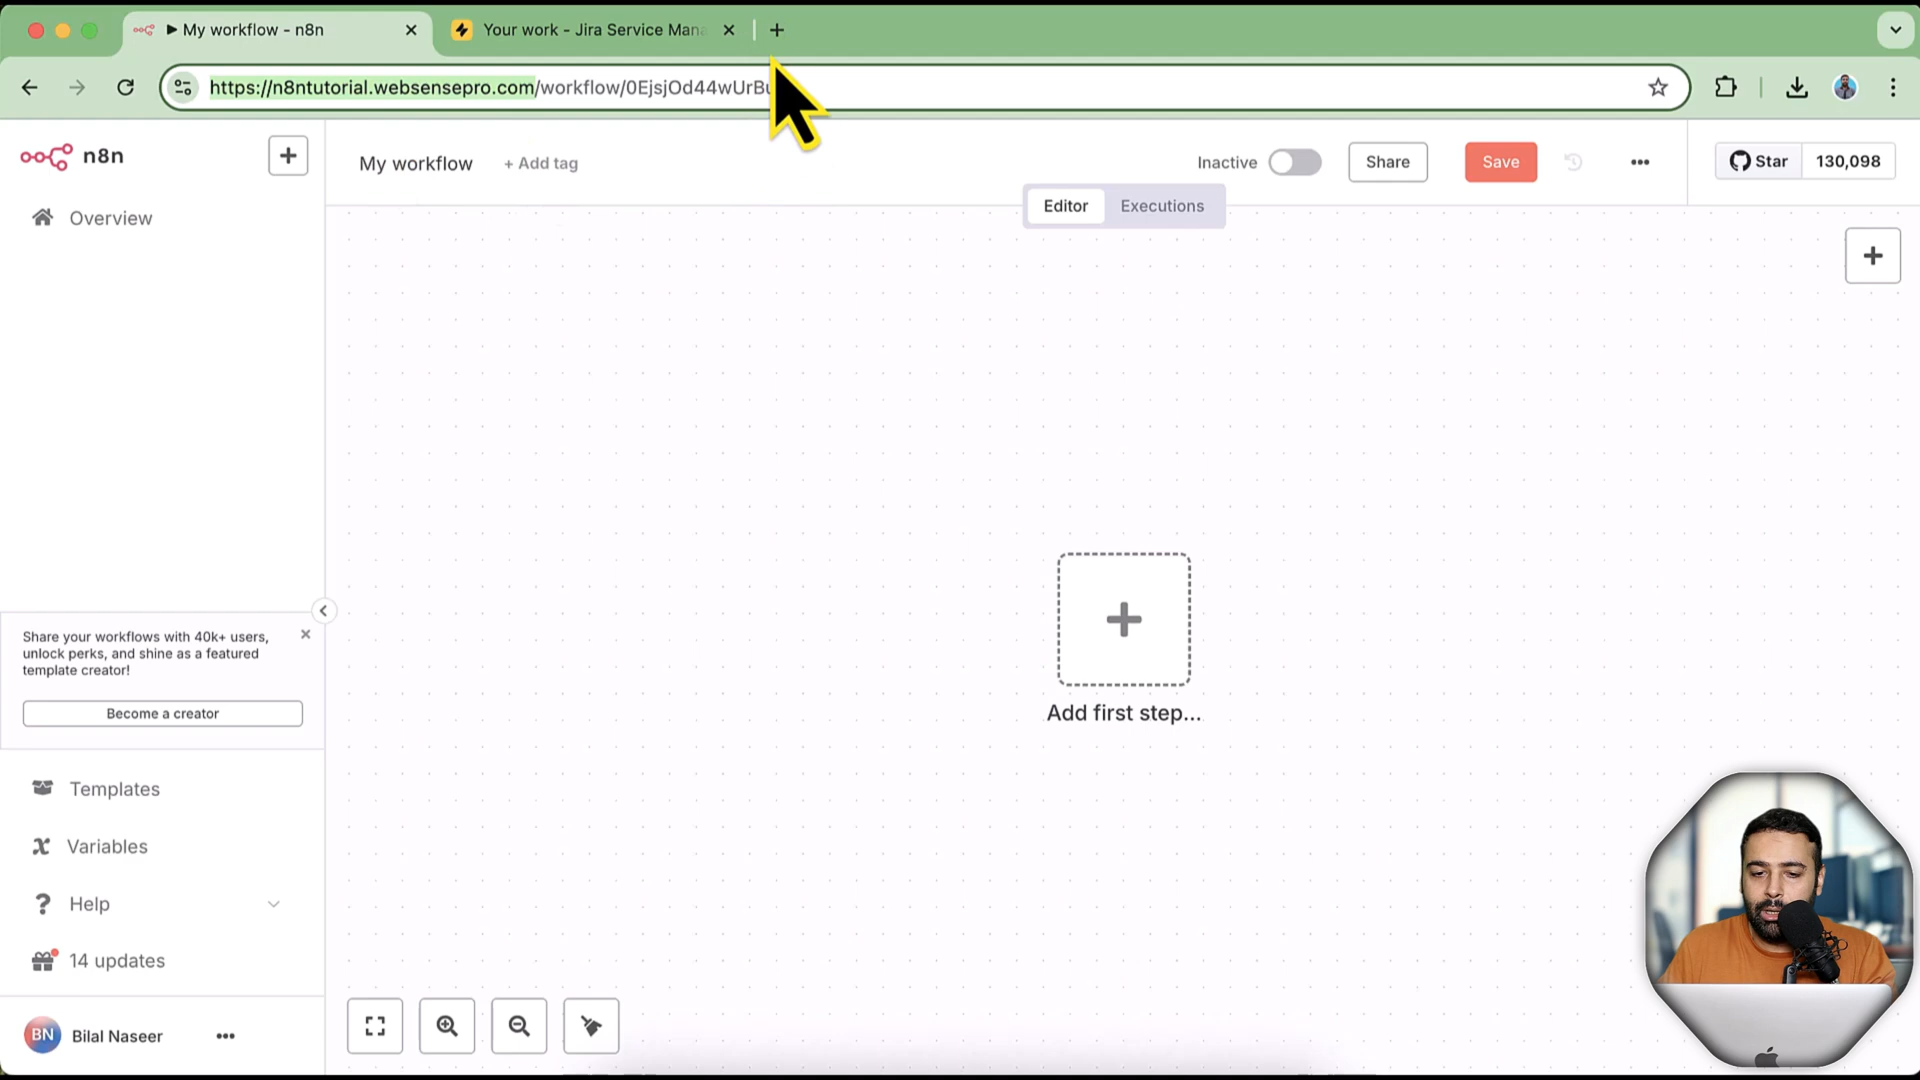 My workflow - n8n
Your work - Jira Service Mana
https://n8ntutorial.websensepro.com/workflow/0EjsjOd44wUrBu
n8n
My workflow
+ Add tag
Inactive
Share
Save
Star
130,098
Editor
Executions
Overview
Add first step...
Share your workflows with 40k+ users,
unlock perks, and shine as a featured
template creator!
Become a creator
Templates
Variables
Help
14 updates
BN
Bilal Naseer